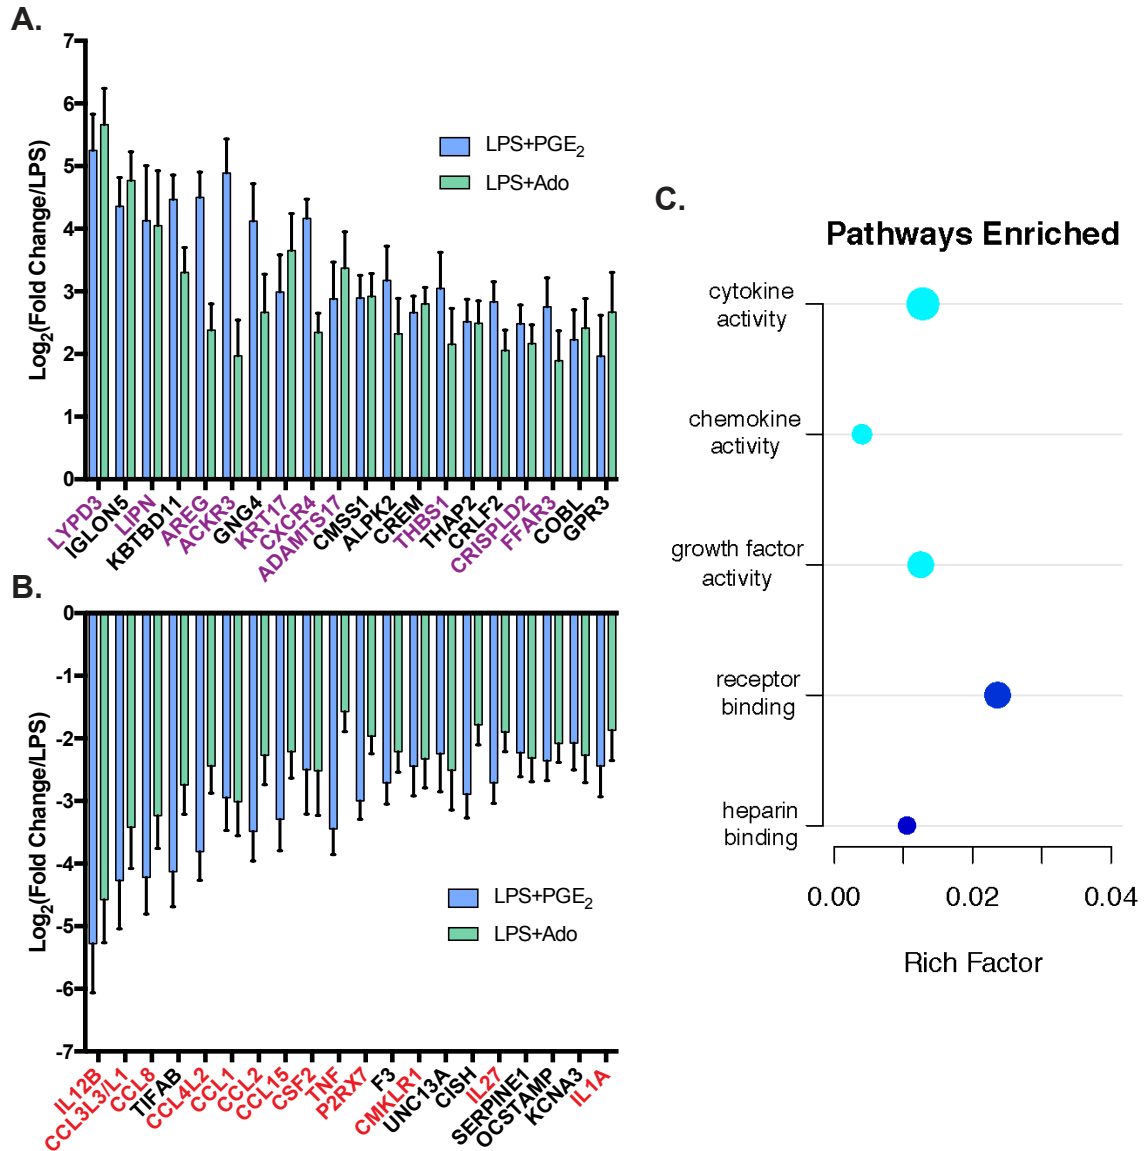 A.
7
6
5
4
3
2
1
0
Log2(Fold Change/LPS)
LPS+PGE2
LPS+Ado
LYPD3
IGLON5
LIPN
KBTBD11
AREG
ACKR3
GNG4
KRT17
CXCR4
ADAMTS17
CMSS1
ALPK2
CREM
THBS1
THAP2
CRLF2
CRISPLD2
FFAR3
COBL
GPR3
B.
0
-1
-2
-3
-4
-5
-6
-7
Log2(Fold Change/LPS)
LPS+PGE2
LPS+Ado
IL12B
CCL3L3/L1
CCL8
TIFAB
CCL4L2
CCL1
CCL2
CCL15
CSF2
TNF
P2RX7
F3
CMKLR1
UNC13A
CISH
IL27
SERPINE1
OCSTAMP
KCNA3
IL1A
C.
Pathways Enriched
cytokine
activity
chemokine
activity
growth factor
activity
receptor
binding
heparin
binding
0.00
0.02
0.04
Rich Factor